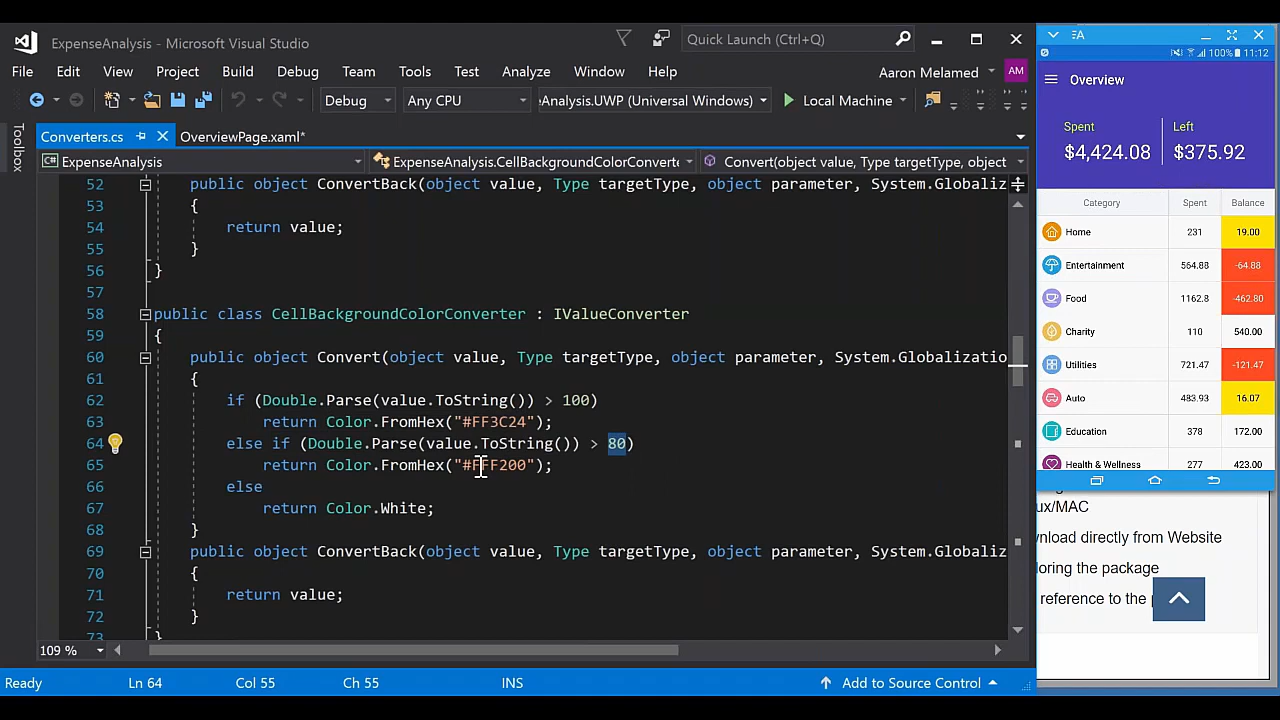 ExpenseAnalysis - Microsoft Visual Studio
Quick Launch (Ctrl+Q)
File Edit View Project Build Debug Team Tools Test Analyze Window Help
Aaron Melamed AM
Debug Any CPU eAnalysis.UWP (Universal Windows) Local Machine
Toolbox
Converters.cs OverviewPage.xaml*
C# ExpenseAnalysis ExpenseAnalysis.CellBackgroundColorConverte Convert(object value, Type targetType, object
52 public object ConvertBack(object value, Type targetType, object parameter, System.Globaliz
53 {
54 return value;
55 }
56 }
57
58 public class CellBackgroundColorConverter : IValueConverter
59 {
60 public object Convert(object value, Type targetType, object parameter, System.Globalizatio
61 {
62 if (Double.Parse(value.ToString()) > 100)
63 return Color.FromHex("#FF3C24");
64 else if (Double.Parse(value.ToString()) > 80)
65 return Color.FromHex("#FFF200");
66 else
67 return Color.White;
68 }
69 public object ConvertBack(object value, Type targetType, object parameter, System.Globaliz
70 {
71 return value;
72 }
73 }
109 %
Ready Ln 64 Col 55 Ch 55 INS Add to Source Control
100% 11:12
Overview
Spent Left
$4,424.08 $375.92
Category Spent Balance
Home 231 19.00
Entertainment 564.88 -64.88
Food 1162.8 -462.80
Charity 110 540.00
Utilities 721.47 -121.47
Auto 483.93 16.07
Education 378 172.00
Health & Wellness 277 423.00
ux/MAC
wnload directly from Website
loring the package
reference to the p